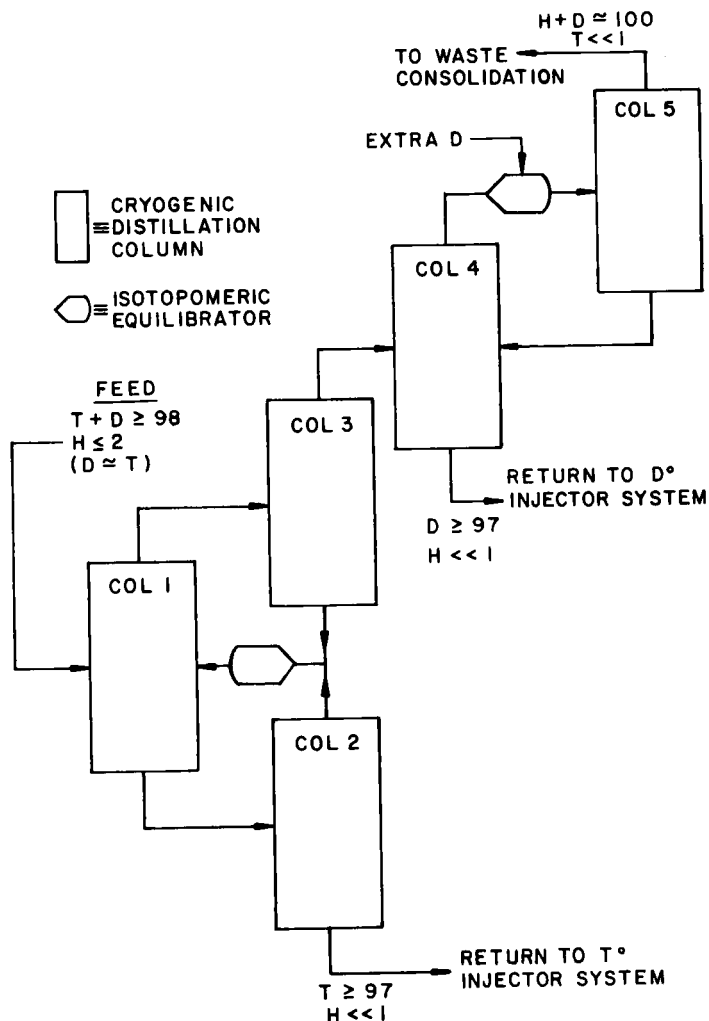 H+D≃100
T<<1
TO WASTE
CONSOLIDATION
COL 5
EXTRA D
≡CRYOGENIC
DISTILLATION
COLUMN
COL 4
≡ISOTOPOMERIC
EQUILIBRATOR
FEED
T+D≥98
H≤2
(D≃T)
COL 3
RETURN TO D°
INJECTOR SYSTEM
D≥97
H<<1
COL 1
COL 2
RETURN TO T°
INJECTOR SYSTEM
T≥97
H<<1